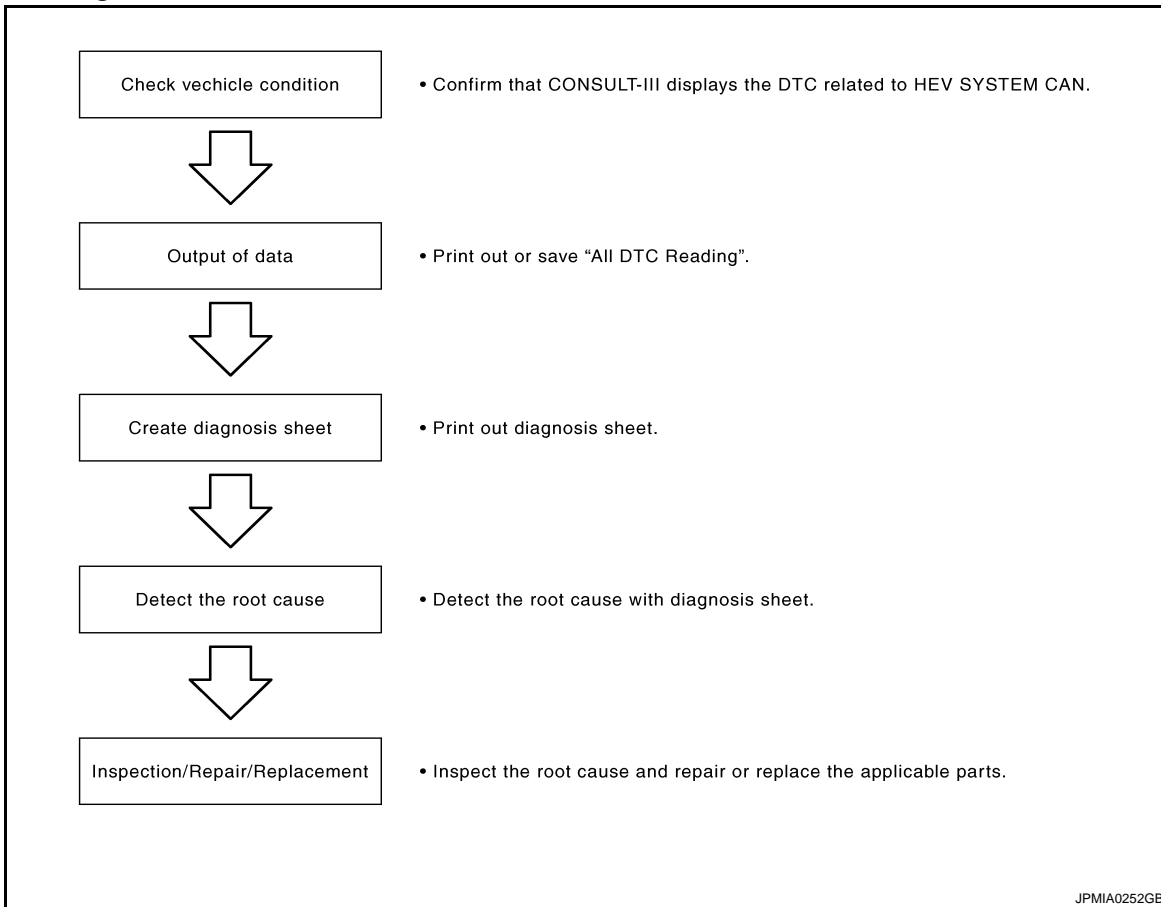 Check vechicle condition • Confirm that CONSULT-III displays the DTC related to HEV SYSTEM CAN.
Output of data • Print out or save “All DTC Reading”.
Create diagnosis sheet • Print out diagnosis sheet.
Detect the root cause • Detect the root cause with diagnosis sheet.
Inspection/Repair/Replacement • Inspect the root cause and repair or replace the applicable parts.
JPMIA0252GB